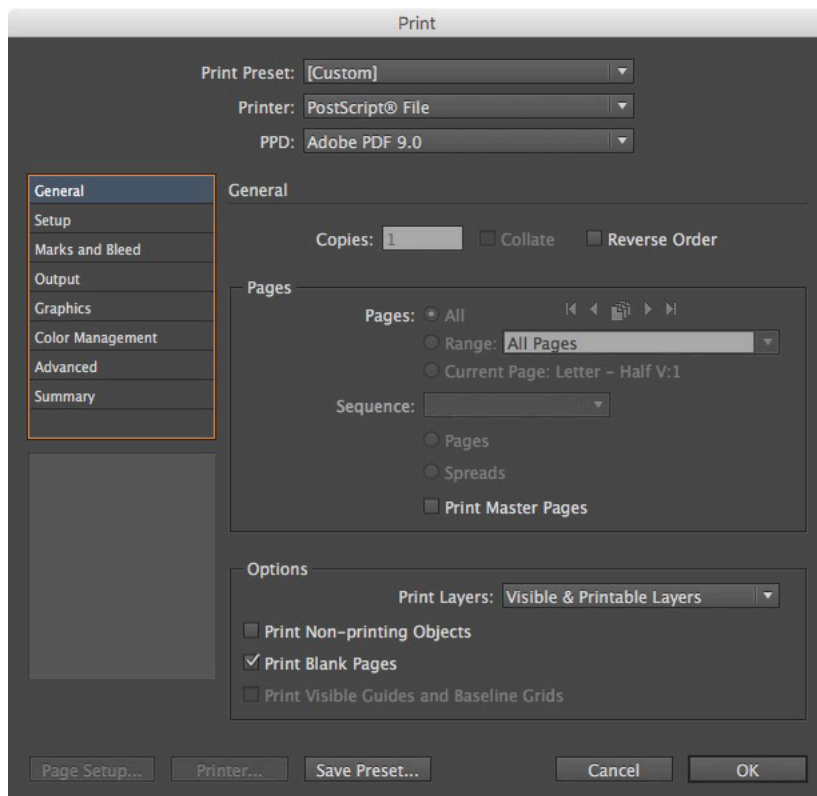 Print
Print Preset: [Custom]
Printer: PostScript® File
PPD: Adobe PDF 9.0
General
Setup
Marks and Bleed
Output
Graphics
Color Management
Advanced
Summary
General
Copies: 1 Collate Reverse Order
Pages
Pages: All
Range: All Pages
Current Page: Letter – Half V:1
Sequence:
Pages
Spreads
Print Master Pages
Options
Print Layers: Visible & Printable Layers
Print Non-printing Objects
Print Blank Pages
Print Visible Guides and Baseline Grids
Page Setup... Printer... Save Preset... Cancel OK